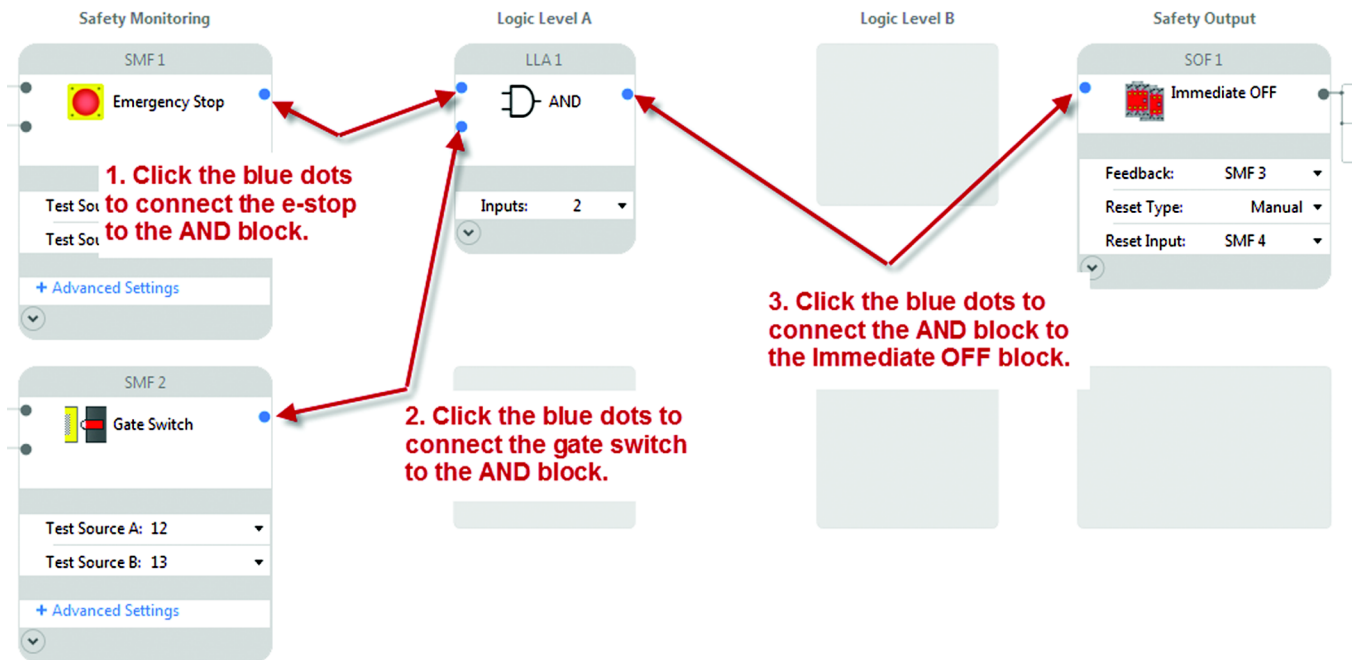 Safety Monitoring
Logic Level A
Logic Level B
Safety Output
SMF 1
Emergency Stop
Test Sou
Test Sou
+ Advanced Settings
LLA 1
AND
Inputs: 2
SOF 1
Immediate OFF
Feedback: SMF 3
Reset Type: Manual
Reset Input: SMF 4
1. Click the blue dots
to connect the e-stop
to the AND block.
3. Click the blue dots to
connect the AND block to
the Immediate OFF block.
SMF 2
Gate Switch
Test Source A: 12
Test Source B: 13
+ Advanced Settings
2. Click the blue dots to
connect the gate switch
to the AND block.